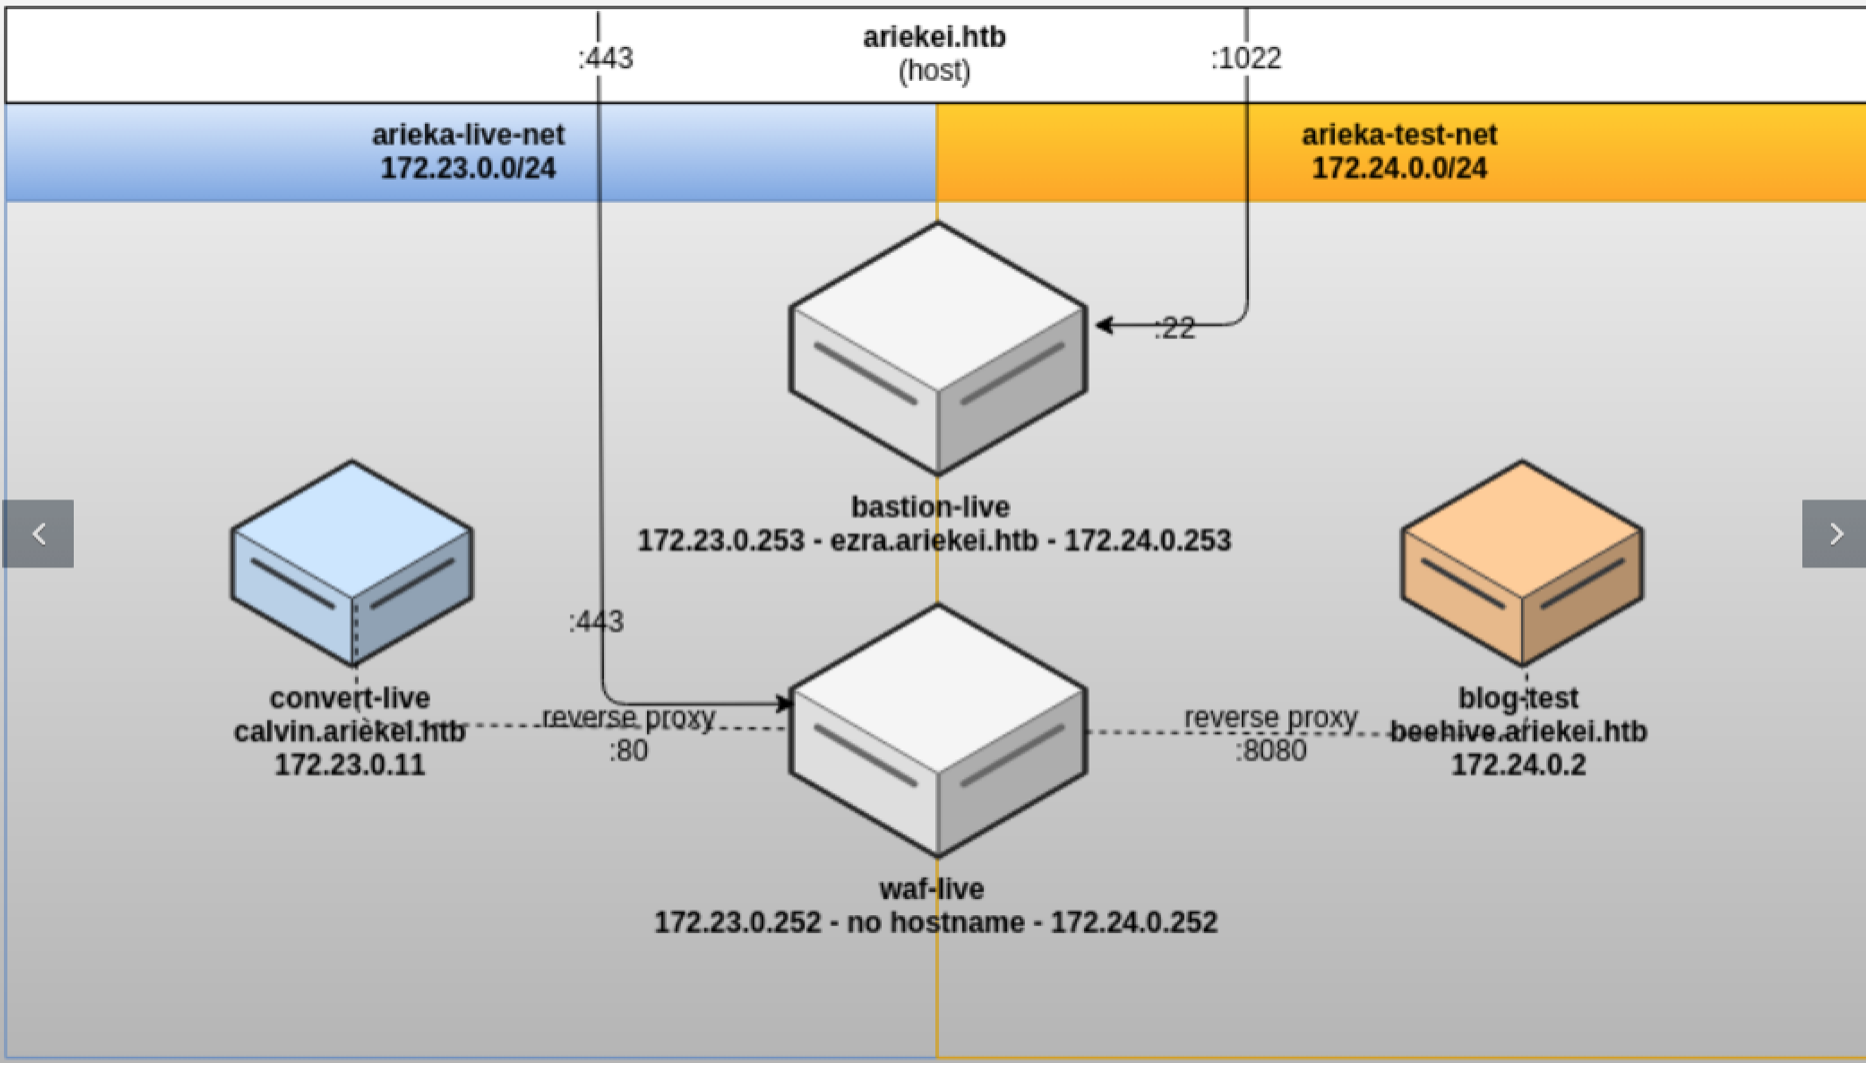 ariekei.htb
(host)
:443
:1022
arieka-live-net
172.23.0.0/24
arieka-test-net
172.24.0.0/24
:22
bastion-live
172.23.0.253 - ezra.ariekei.htb - 172.24.0.253
:443
convert-live
calvin.ariekei.htb
172.23.0.11
reverse proxy
:80
reverse proxy
:8080
blog-test
beehive.ariekei.htb
172.24.0.2
waf-live
172.23.0.252 - no hostname - 172.24.0.252